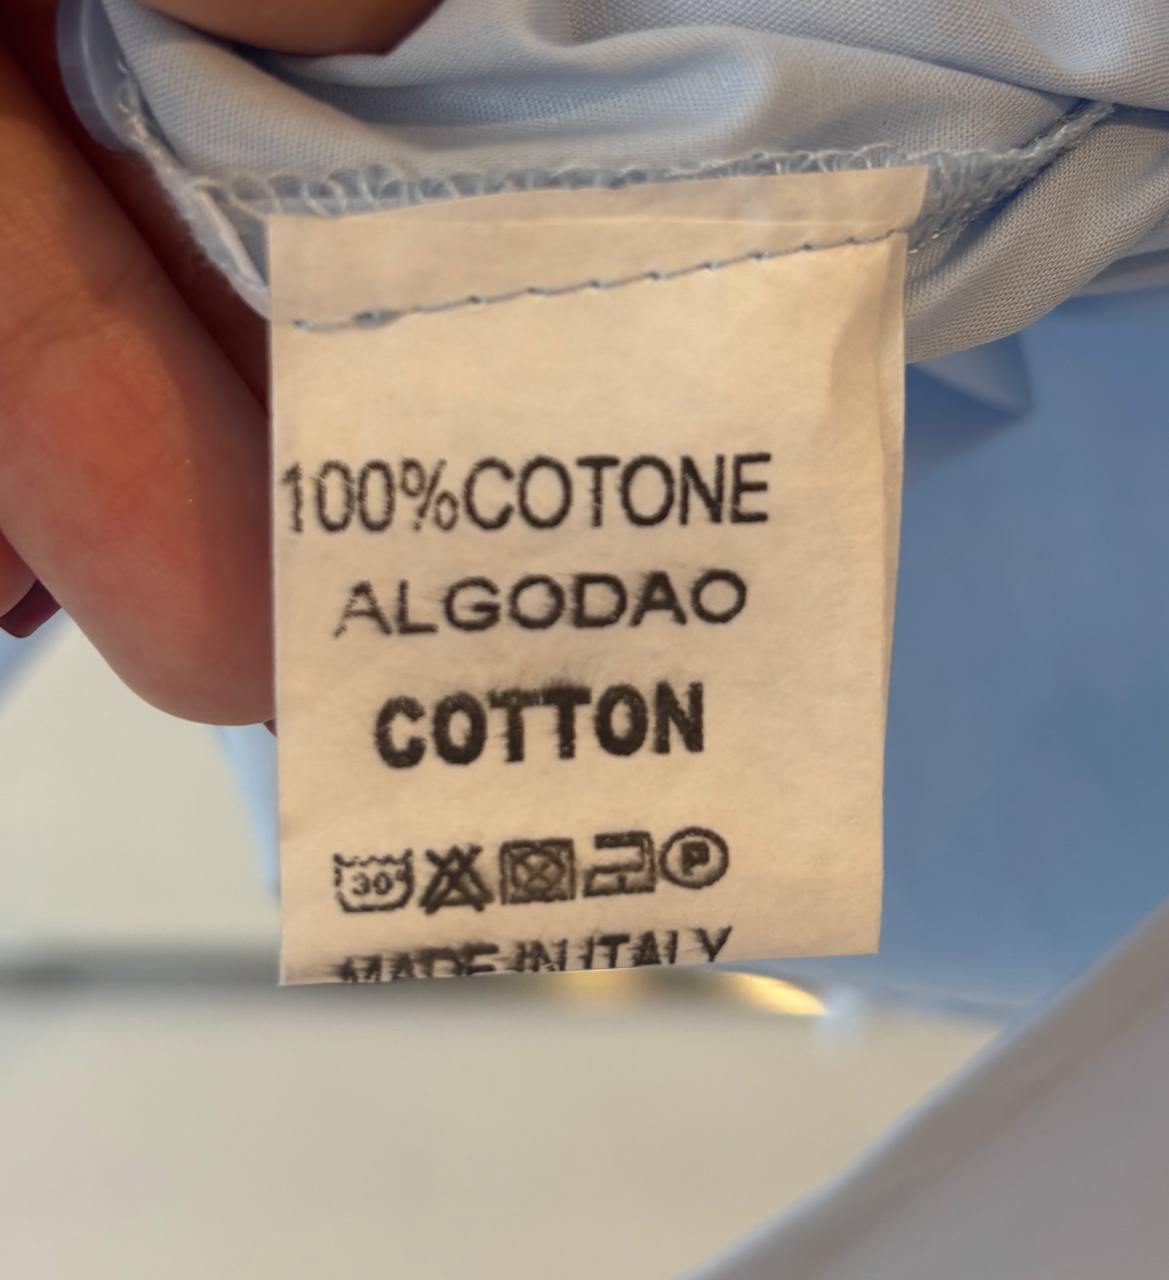 100%COTONE
ALGODAO
COTTON
30° P
MADE IN ITALY